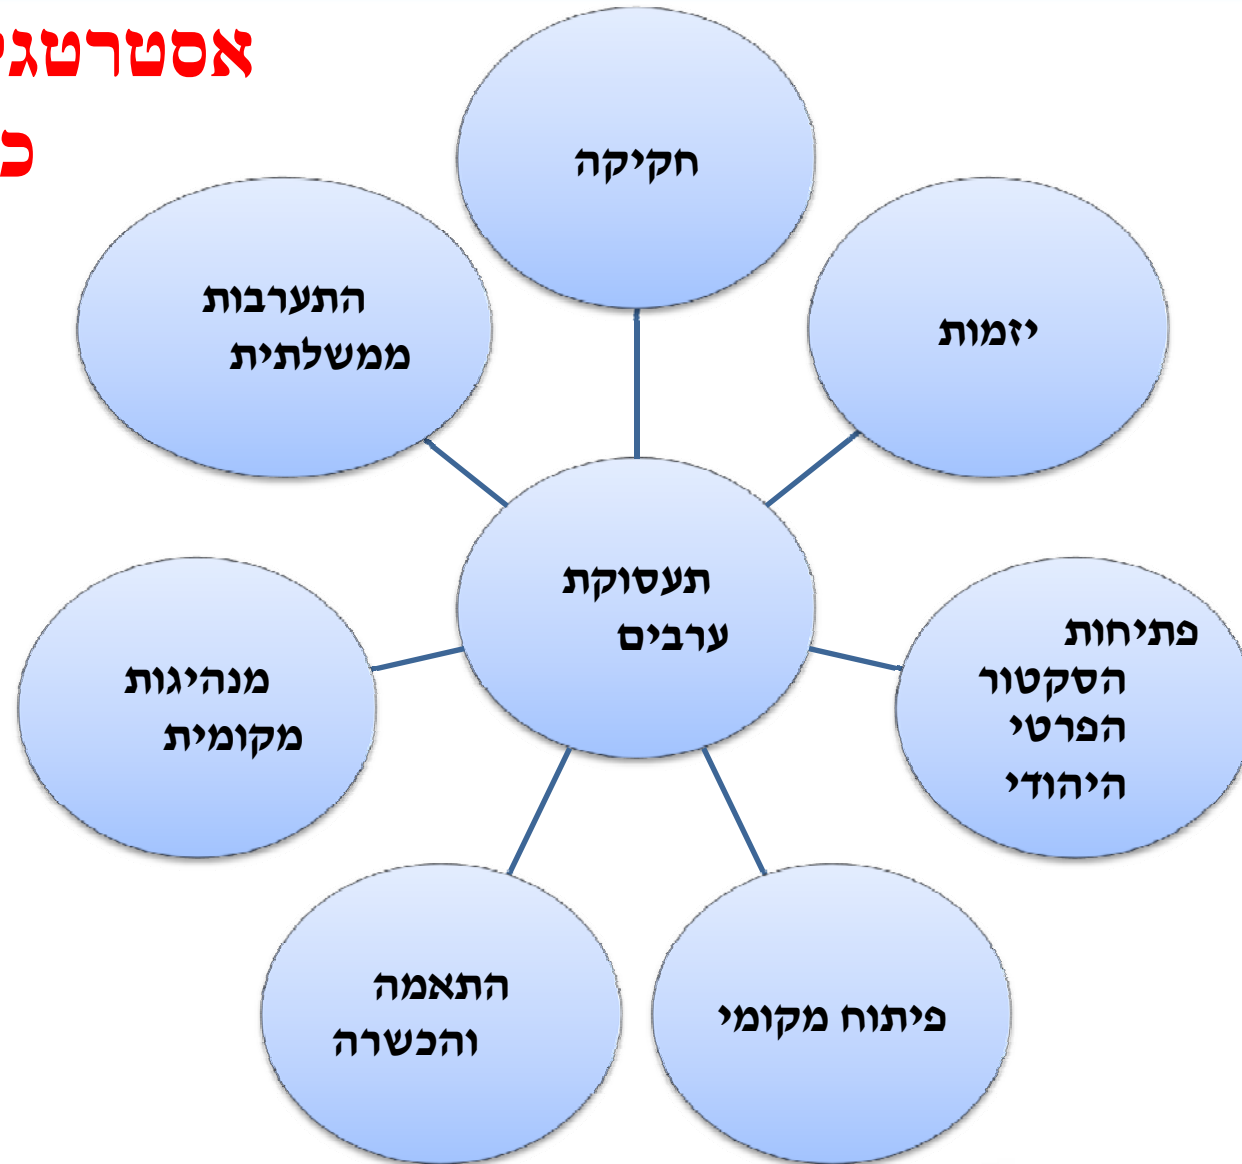 חקיקה
יזמות
התערבות
ממשלתית
תעסוקת
ערבים
פתיחות
הסקטור
הפרטי
היהודי
מנהיגות
מקומית
התאמה
והכשרה
פיתוח מקומי